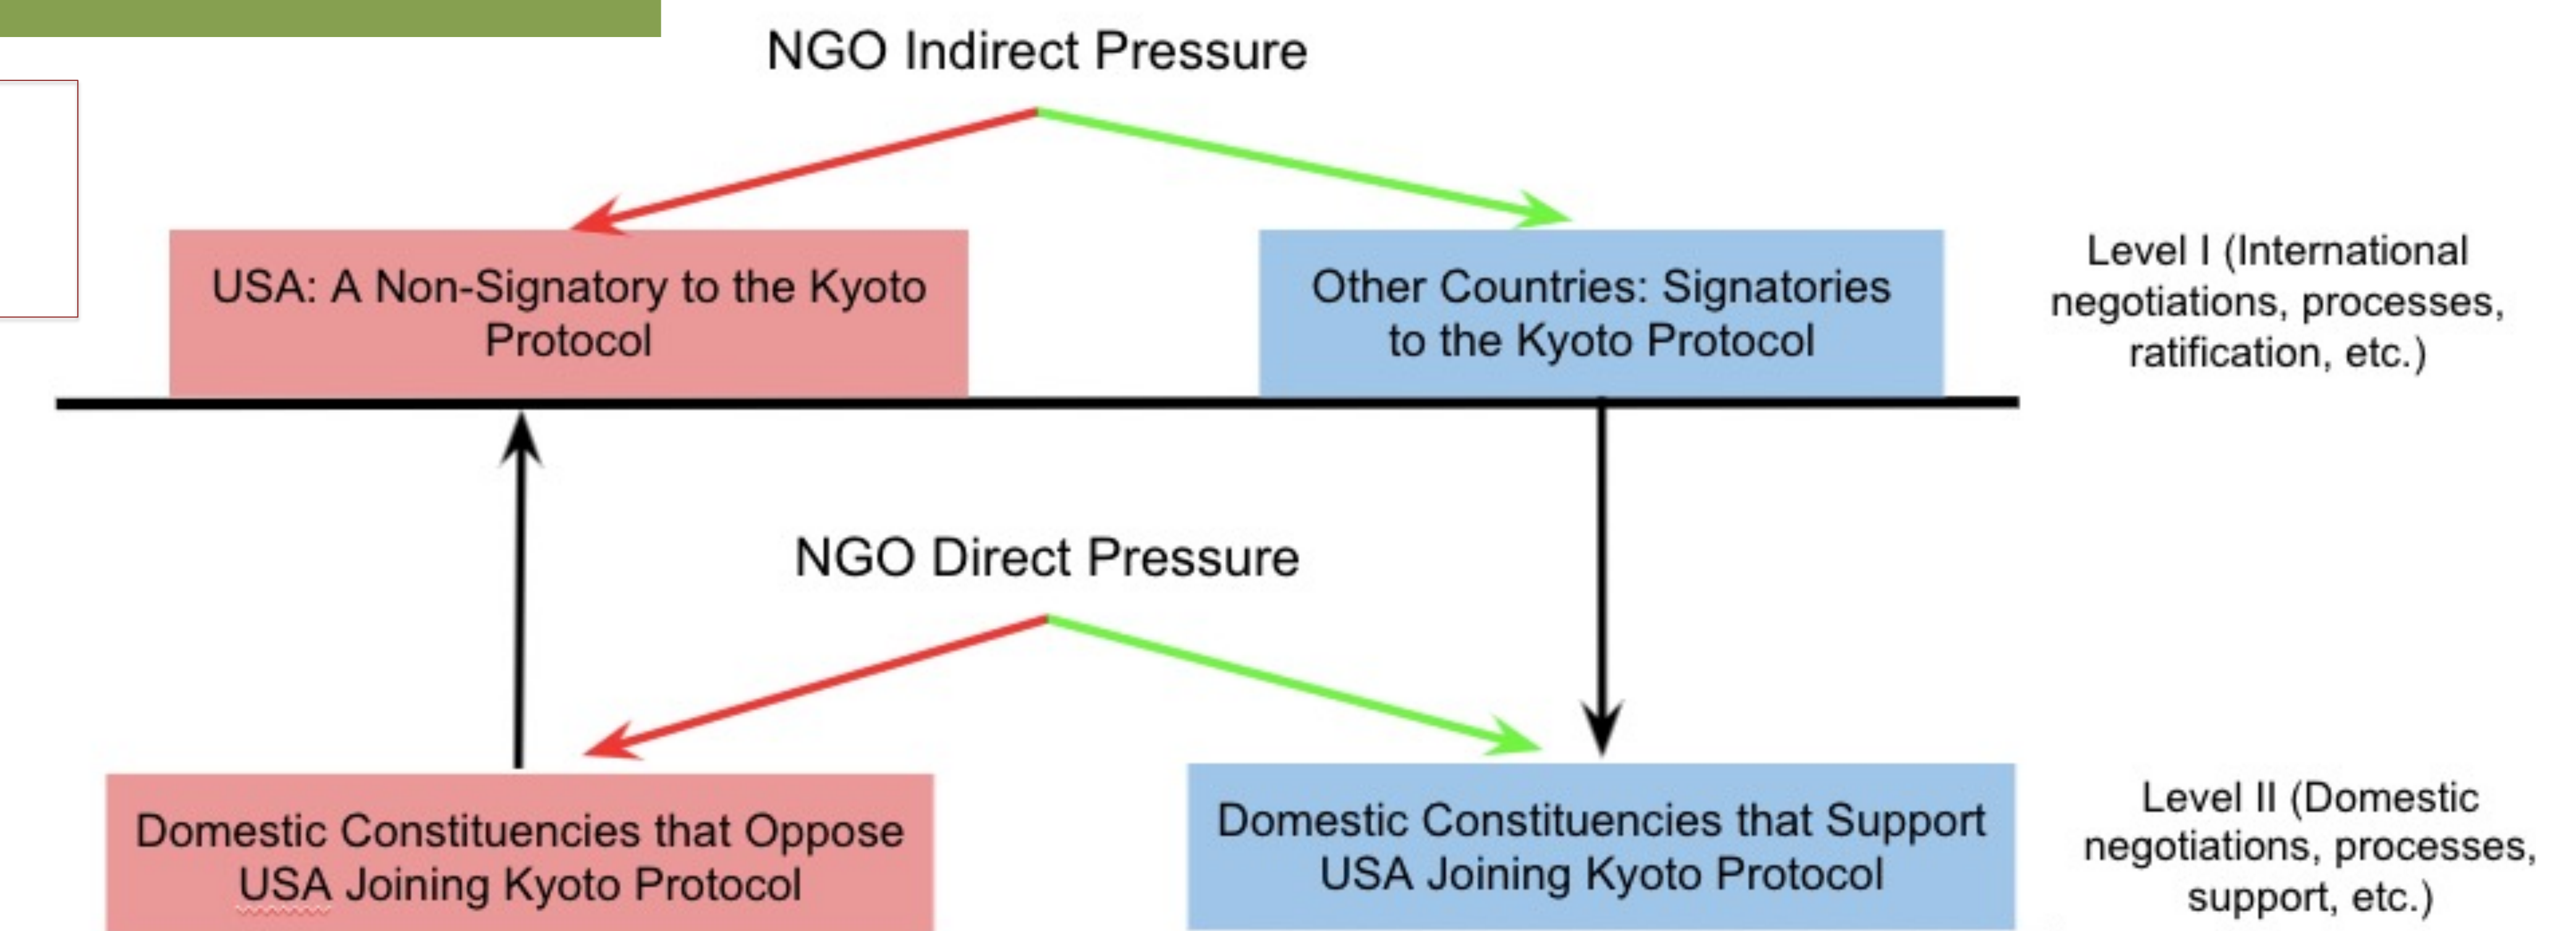 NGO Indirect Pressure
USA: A Non-Signatory to the Kyoto
Protocol
Other Countries: Signatories
to the Kyoto Protocol
Level I (International
negotiations, processes,
ratification, etc.)
NGO Direct Pressure
Domestic Constituencies that Oppose
USA Joining Kyoto Protocol
Domestic Constituencies that Support
USA Joining Kyoto Protocol
Level II (Domestic
negotiations, processes,
support, etc.)